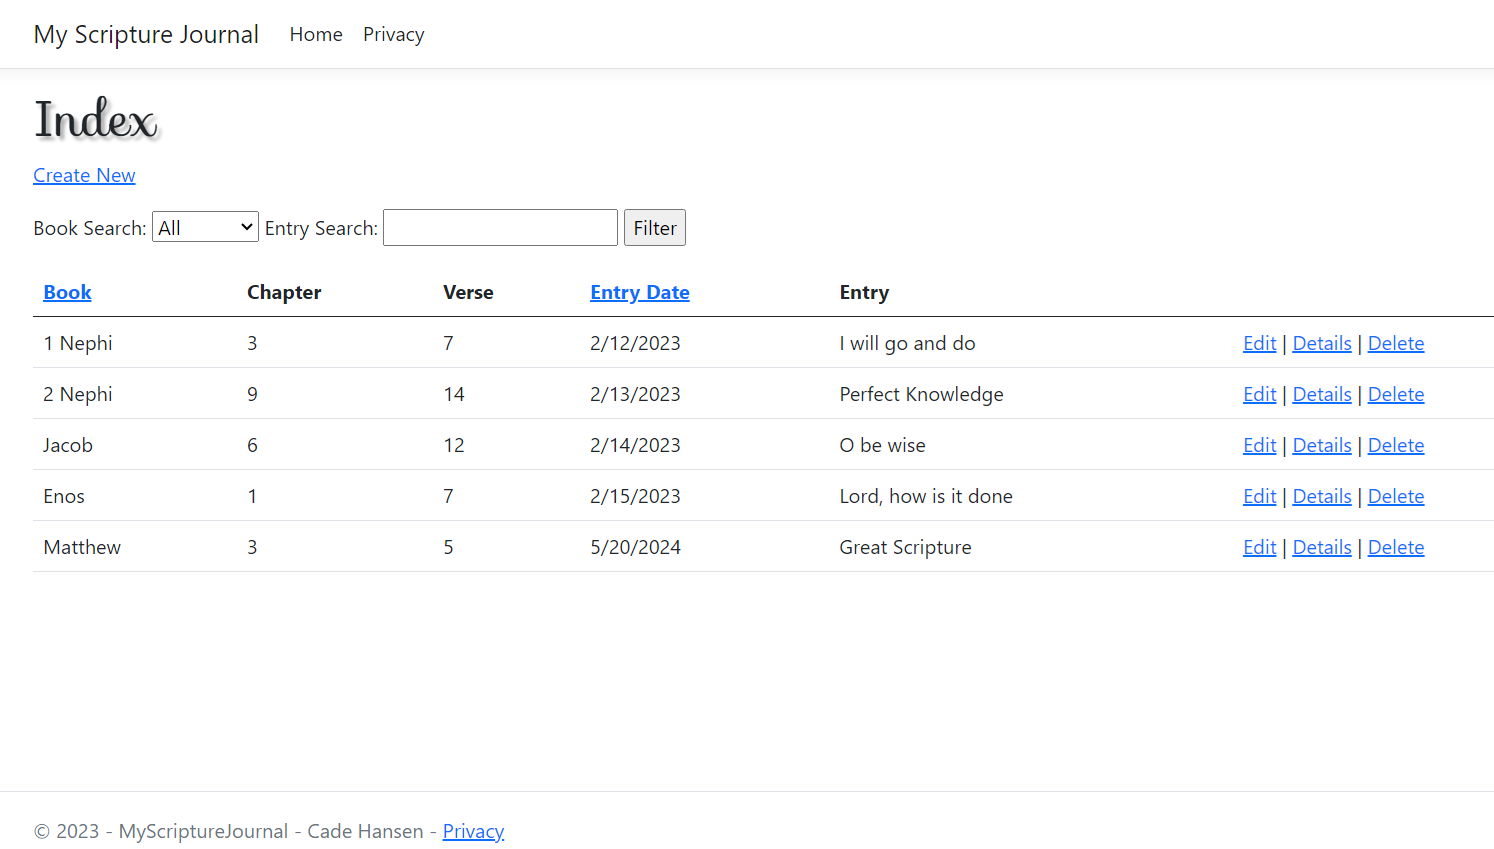 My Scripture Journal Home Privacy
Index
Create New
Book Search: All Entry Search: Filter
Book Chapter Verse Entry Date Entry
1 Nephi 3 7 2/12/2023 I will go and do Edit | Details | Delete
2 Nephi 9 14 2/13/2023 Perfect Knowledge Edit | Details | Delete
Jacob 6 12 2/14/2023 O be wise Edit | Details | Delete
Enos 1 7 2/15/2023 Lord, how is it done Edit | Details | Delete
Matthew 3 5 5/20/2024 Great Scripture Edit | Details | Delete
© 2023 - MyScriptureJournal - Cade Hansen - Privacy